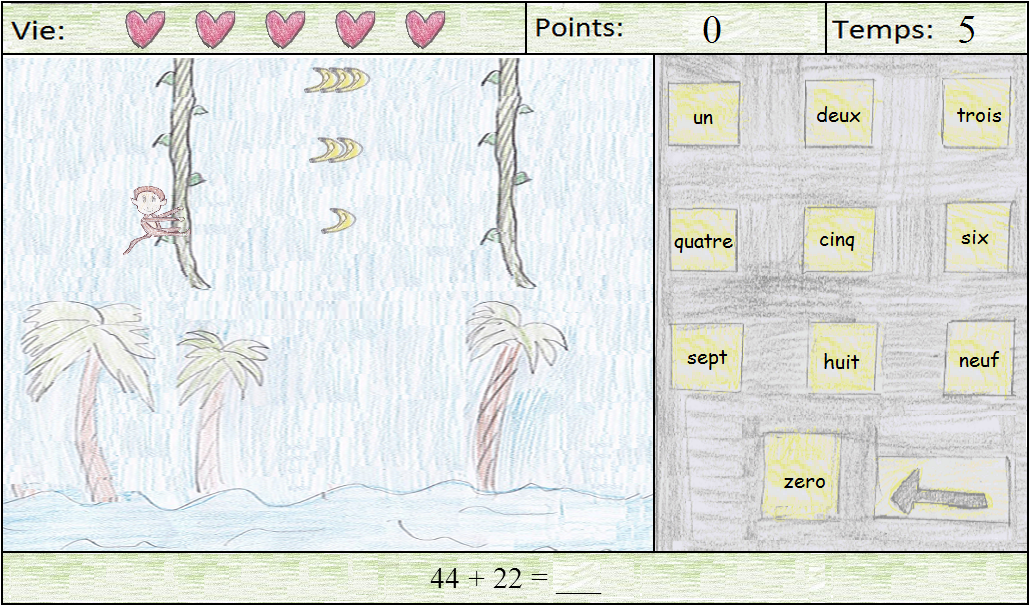 Vie: Points: 0 Temps: 5
un deux trois
quatre cinq six
sept huit neuf
zero
44 + 22 = ___